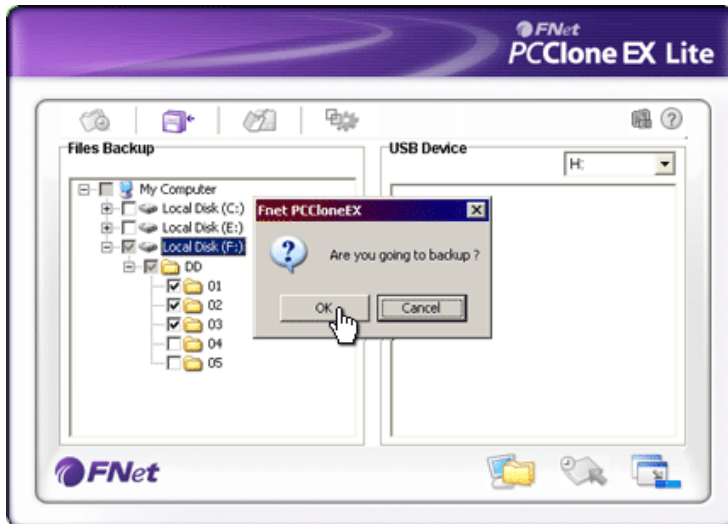 FNet
PCClone EX Lite
Files Backup
USB Device
H:
My Computer
Local Disk (C:)
Local Disk (E:)
Local Disk (F:)
DD
01
02
03
04
05
Fnet PCCloneEX
Are you going to backup ?
OK
Cancel
FNet